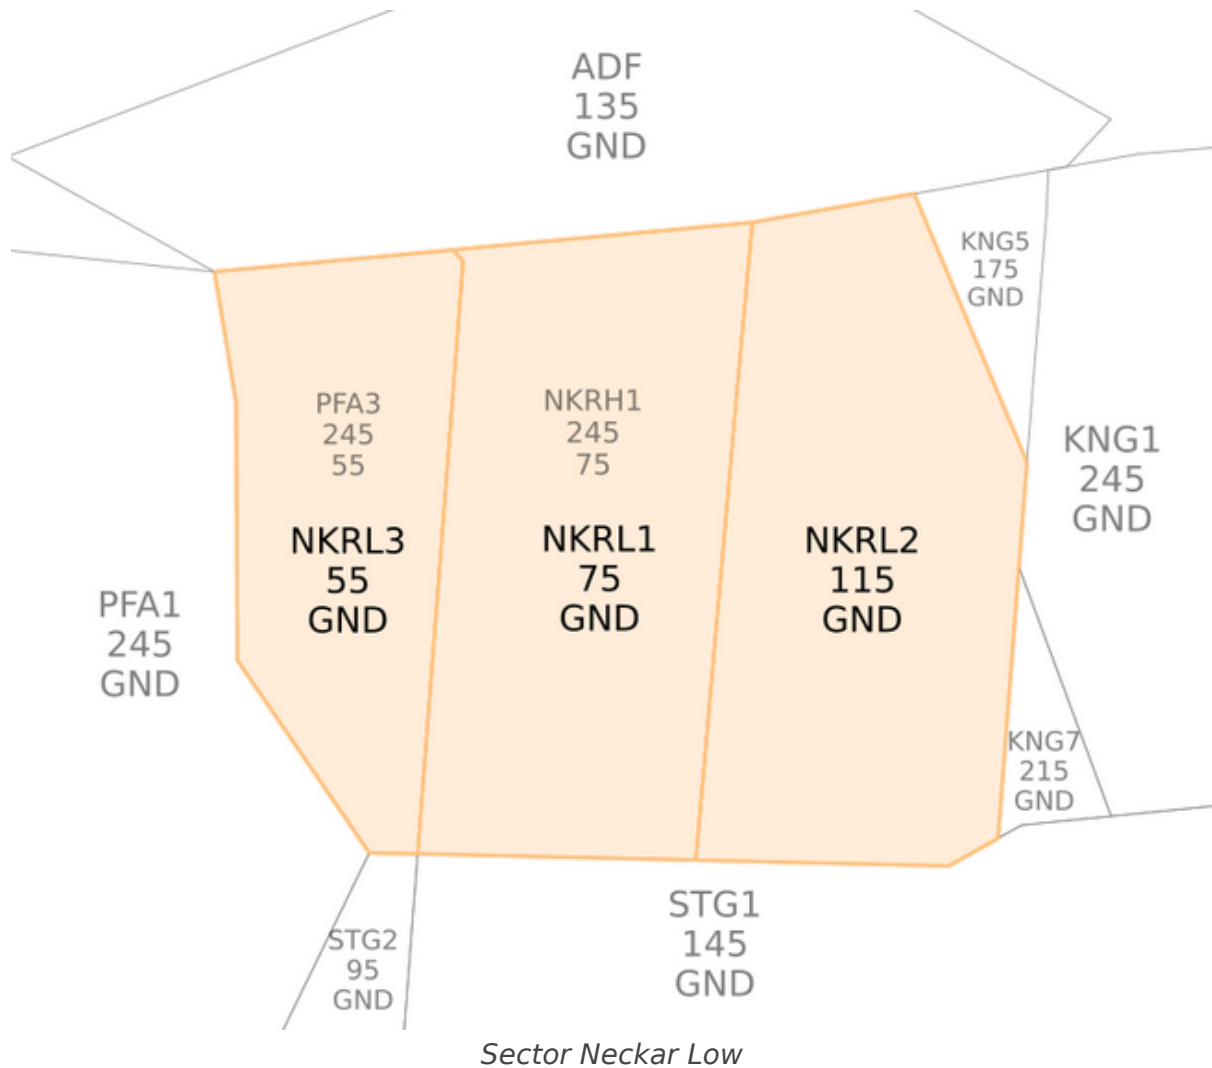 ADF
135
GND
KNG5
175
GND
PFA3
245
55
NKRH1
245
75
KNG1
245
GND
NKRL3
55
GND
NKRL1
75
GND
NKRL2
115
GND
PFA1
245
GND
KNG7
215
GND
STG1
145
GND
STG2
95
GND
Sector Neckar Low